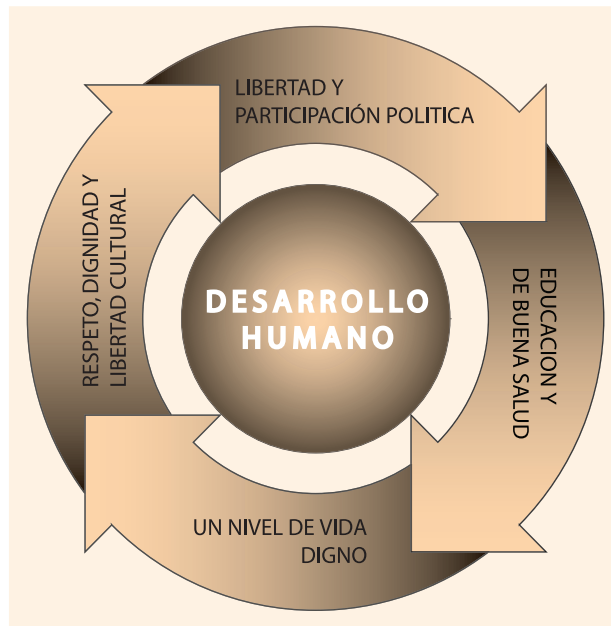 LIBERTAD Y
PARTICIPACIÓN POLITICA
EDUCACION Y
DE BUENA SALUD
DESARROLLO
HUMANO
RESPETO, DIGNIDAD Y
LIBERTAD CULTURAL
UN NIVEL DE VIDA
DIGNO